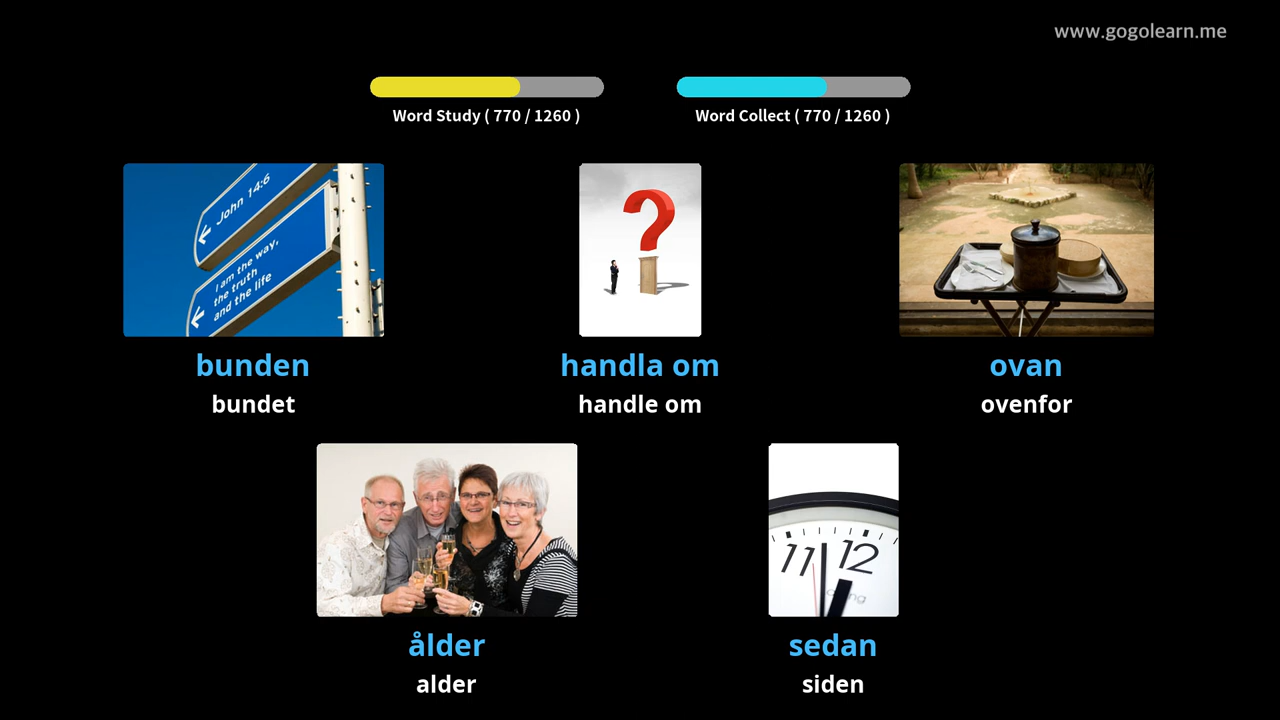 www.gogolearn.me
Word Study ( 770 / 1260 )
Word Collect ( 770 / 1260 )
John 14:6
I am the way,
the truth
and the life
bunden
bundet
handla om
handle om
ovan
ovenfor
11 12
ålder
alder
sedan
siden